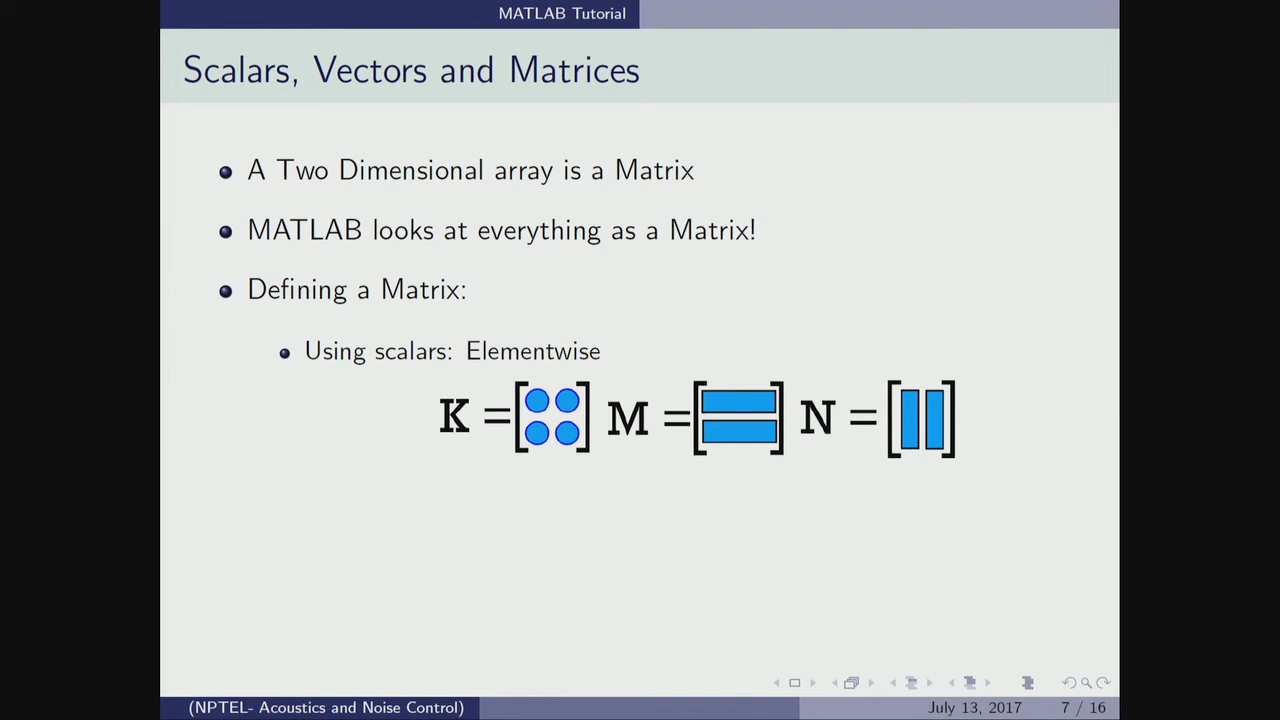 MATLAB Tutorial
Scalars, Vectors and Matrices
A Two Dimensional array is a Matrix
MATLAB looks at everything as a Matrix!
Defining a Matrix:
Using scalars: Elementwise
K =[ ] M =[ ] N =[ ]
(NPTEL- Acoustics and Noise Control) July 13, 2017 7 / 16